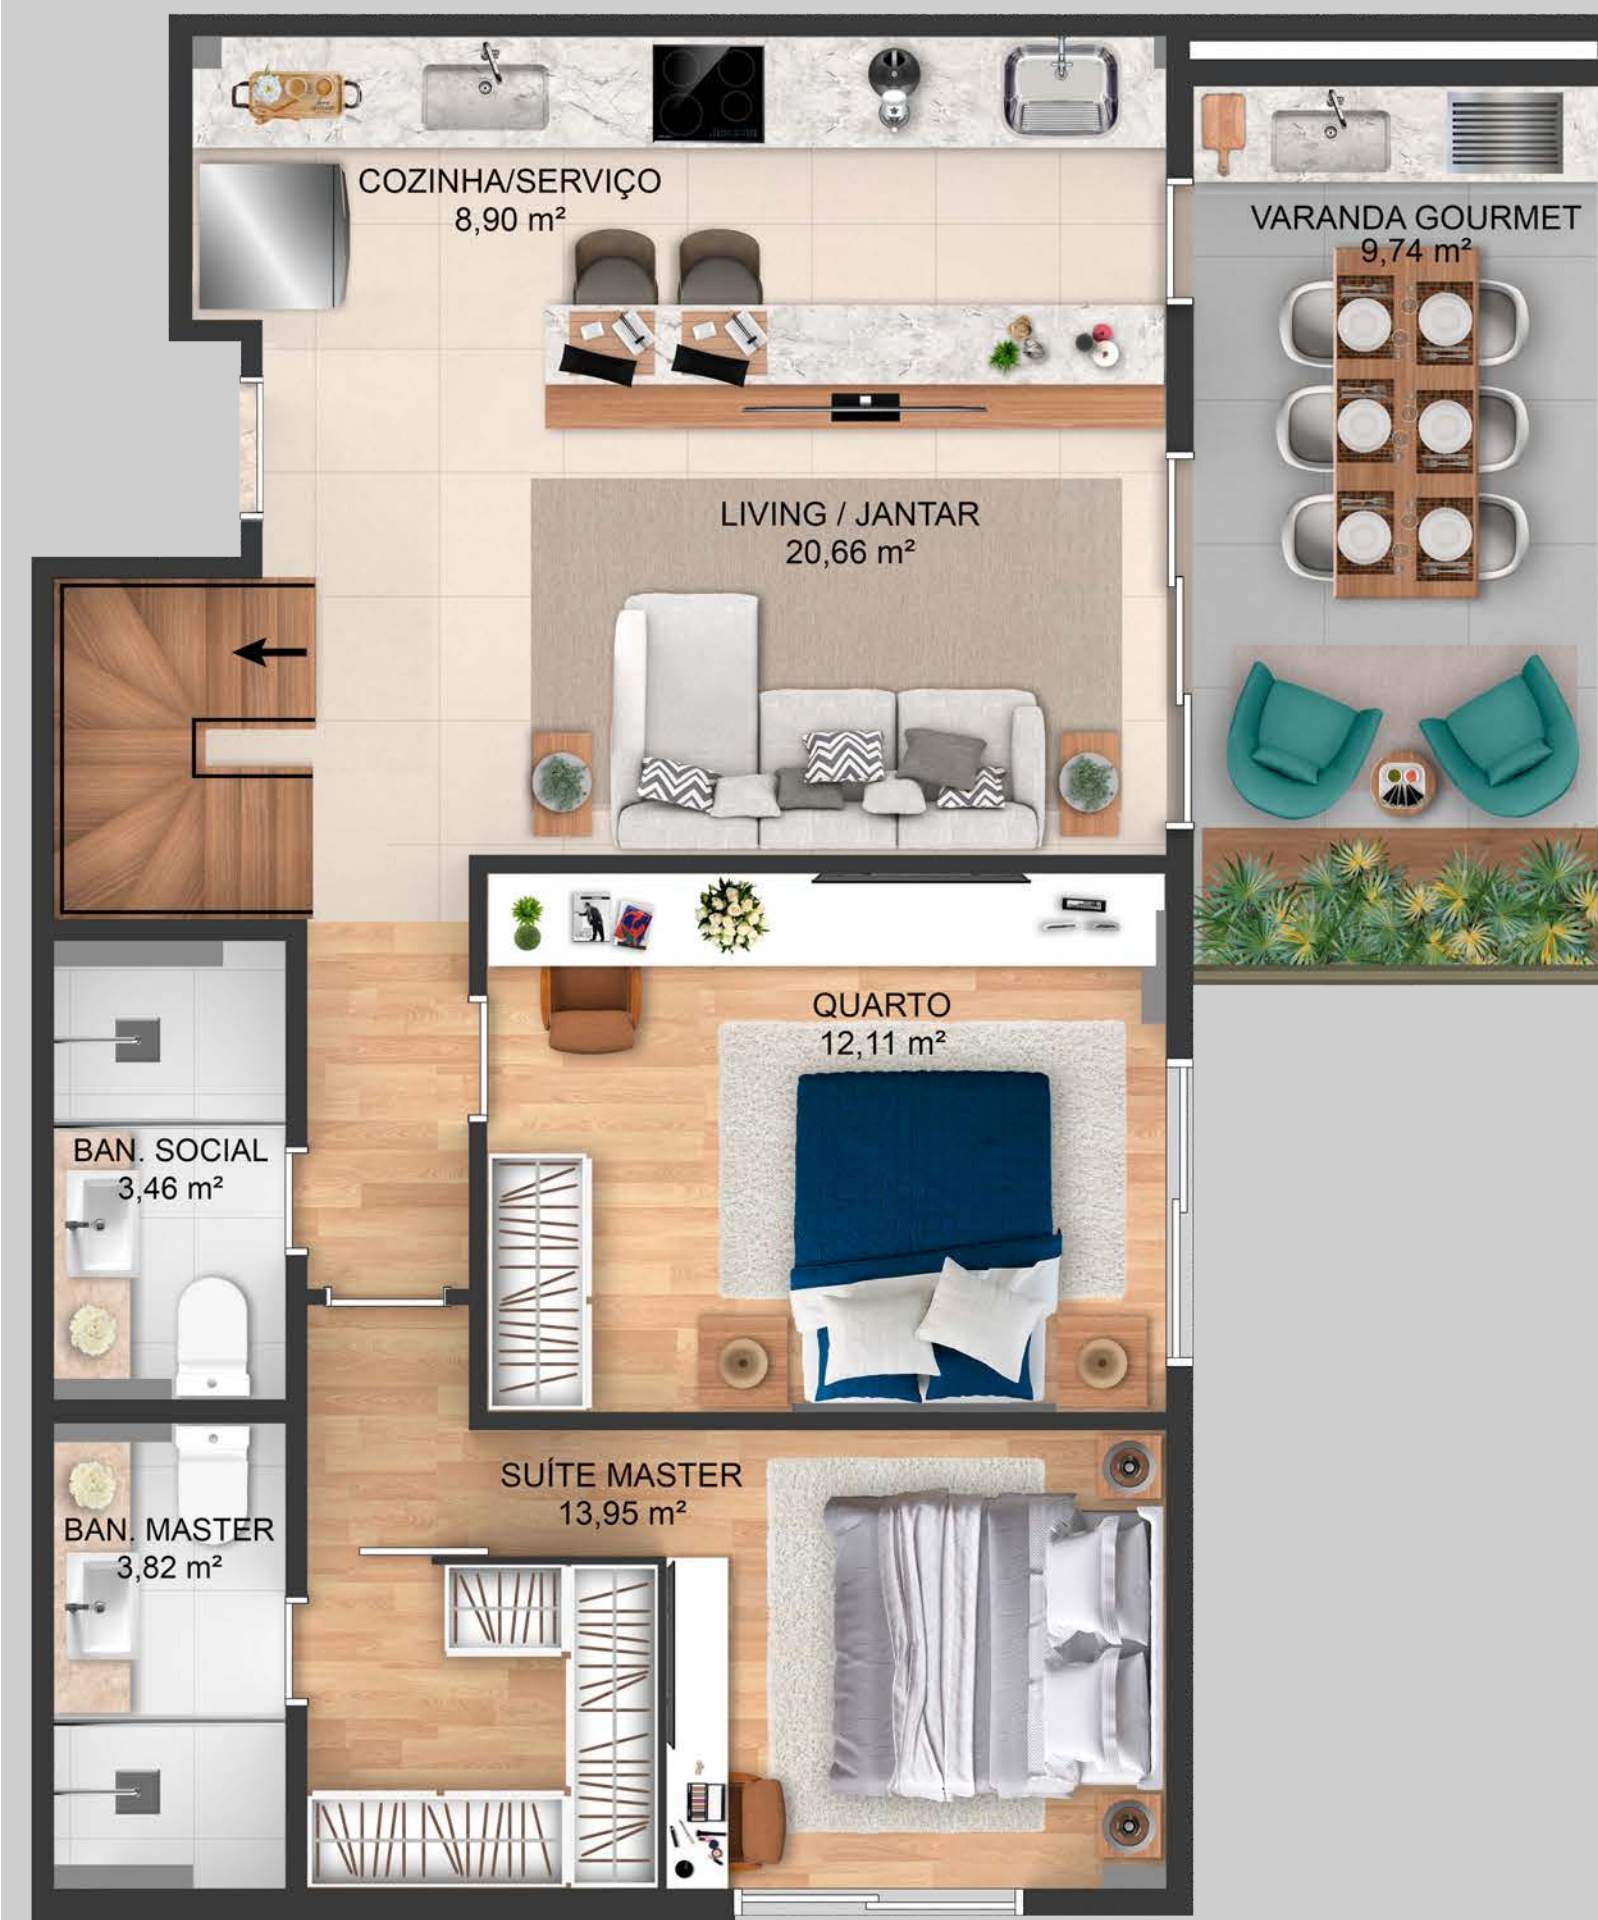 COZINHA/SERVIÇO
8,90 m²
VARANDA GOURMET
9,74 m²
LIVING / JANTAR
20,66 m²
QUARTO
12,11 m²
BAN. SOCIAL
3,46 m²
SUÍTE MASTER
13,95 m²
BAN. MASTER
3,82 m²